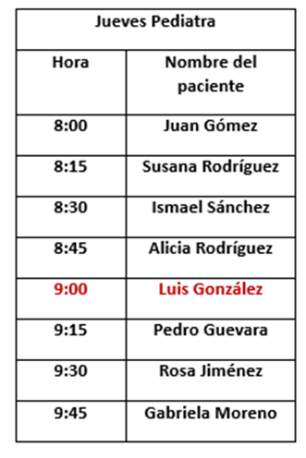 Jueves Pediatra
Hora Nombre del
paciente
8:00 Juan Gómez
8:15 Susana Rodríguez
8:30 Ismael Sánchez
8:45 Alicia Rodríguez
9:00 Luis González
9:15 Pedro Guevara
9:30 Rosa Jiménez
9:45 Gabriela Moreno